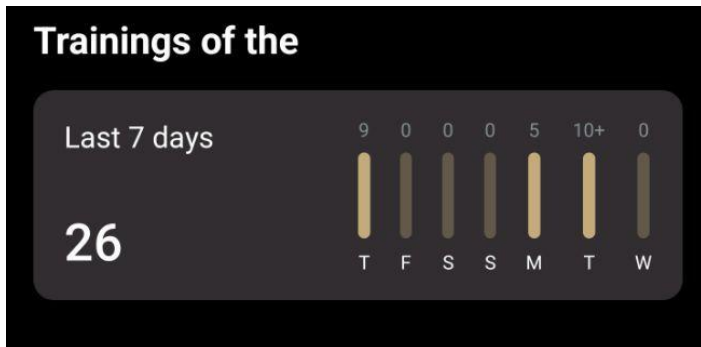 Trainings of the
Last 7 days
9 0 0 0 5 10+ 0
26
T F S S M T W